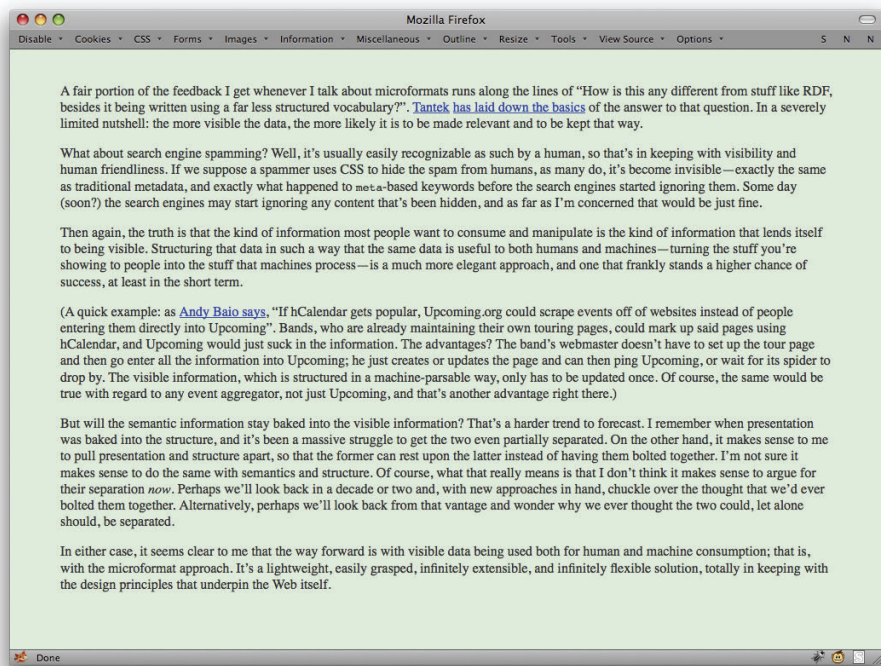 Mozilla Firefox
Disable Cookies CSS Forms Images Information Miscellaneous Outline Resize Tools View Source Options S N N
A fair portion of the feedback I get whenever I talk about microformats runs along the lines of “How is this any different from stuff like RDF,
besides it being written using a far less structured vocabulary?”. Tantek has laid down the basics of the answer to that question. In a severely
limited nutshell: the more visible the data, the more likely it is to be made relevant and to be kept that way.
What about search engine spamming? Well, it’s usually easily recognizable as such by a human, so that’s in keeping with visibility and
human friendliness. If we suppose a spammer uses CSS to hide the spam from humans, as many do, it’s become invisible—exactly the same
as traditional metadata, and exactly what happened to meta-based keywords before the search engines started ignoring them. Some day
(soon?) the search engines may start ignoring any content that’s been hidden, and as far as I’m concerned that would be just fine.
Then again, the truth is that the kind of information most people want to consume and manipulate is the kind of information that lends itself
to being visible. Structuring that data in such a way that the same data is useful to both humans and machines—turning the stuff you’re
showing to people into the stuff that machines process—is a much more elegant approach, and one that frankly stands a higher chance of
success, at least in the short term.
(A quick example: as Andy Baio says, “If hCalendar gets popular, Upcoming.org could scrape events off of websites instead of people
entering them directly into Upcoming”. Bands, who are already maintaining their own touring pages, could mark up said pages using
hCalendar, and Upcoming would just suck in the information. The advantages? The band’s webmaster doesn’t have to set up the tour page
and then go enter all the information into Upcoming; he just creates or updates the page and can then ping Upcoming, or wait for its spider to
drop by. The visible information, which is structured in a machine-parsable way, only has to be updated once. Of course, the same would be
true with regard to any event aggregator, not just Upcoming, and that’s another advantage right there.)
But will the semantic information stay baked into the visible information? That’s a harder trend to forecast. I remember when presentation
was baked into the structure, and it’s been a massive struggle to get the two even partially separated. On the other hand, it makes sense to me
to pull presentation and structure apart, so that the former can rest upon the latter instead of having them bolted together. I’m not sure it
makes sense to do the same with semantics and structure. Of course, what that really means is that I don’t think it makes sense to argue for
their separation now. Perhaps we’ll look back in a decade or two and, with new approaches in hand, chuckle over the thought that we’d ever
bolted them together. Alternatively, perhaps we’ll look back from that vantage and wonder why we ever thought the two could, let alone
should, be separated.
In either case, it seems clear to me that the way forward is with visible data being used both for human and machine consumption; that is,
with the microformat approach. It’s a lightweight, easily grasped, infinitely extensible, and infinitely flexible solution, totally in keeping with
the design principles that underpin the Web itself.
Done